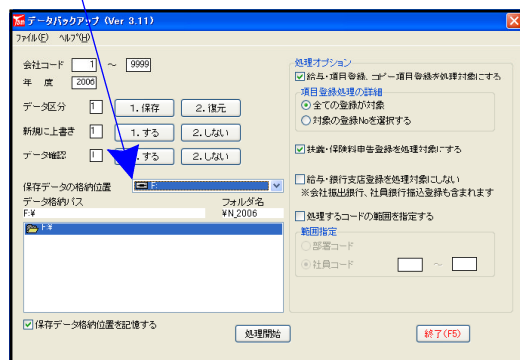 データバックアップ (Ver 3.11)
ファイル(F) ヘルプ(H)
会社コード 1 ～ 9999
年 度 2006
データ区分 1 1.保存 2.復元
新規に上書き 1 1.する 2.しない
データ確認 1 1.する 2.しない
保存データの格納位置 F:
データ格納パス フォルダ名
F:¥ ¥N_2006
F:¥
保存データ格納位置を記憶する
処理開始
処理オプション
給与・項目登録、コピー項目登録を処理対象にする
項目登録処理の詳細
全ての登録が対象
対象の登録Noを選択する
扶養・保険料申告登録を処理対象にする
給与・銀行支店登録を処理対象にしない
※会社振出銀行、社員銀行振込登録も含まれます
処理するコードの範囲を指定する
範囲指定
部署コード
社員コード ～
終了(F5)